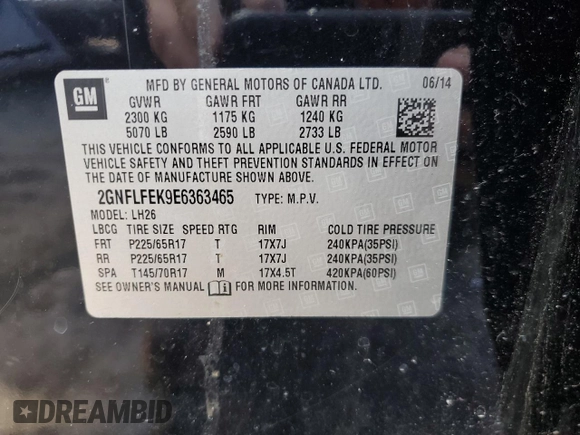 GM
MFD BY GENERAL MOTORS OF CANADA LTD. 06/14
GVWR GAWR FRT GAWR RR
2300 KG 1175 KG 1240 KG
5070 LB 2590 LB 2733 LB
THIS VEHICLE CONFORMS TO ALL APPLICABLE U.S. FEDERAL MOTOR
VEHICLE SAFETY AND THEFT PREVENTION STANDARDS IN EFFECT ON
THE DATE OF MANUFACTURE SHOWN ABOVE.
2GNFLFEK9E6363465 TYPE: M.P.V.
MODEL: LH26
LBCG TIRE SIZE SPEED RTG RIM COLD TIRE PRESSURE
FRT P225/65R17 T 17X7J 240KPA(35PSI)
RR P225/65R17 T 17X7J 240KPA(35PSI)
SPA T145/70R17 M 17X4.5T 420KPA(60PSI)
SEE OWNER'S MANUAL FOR MORE INFORMATION.
DREAMBID